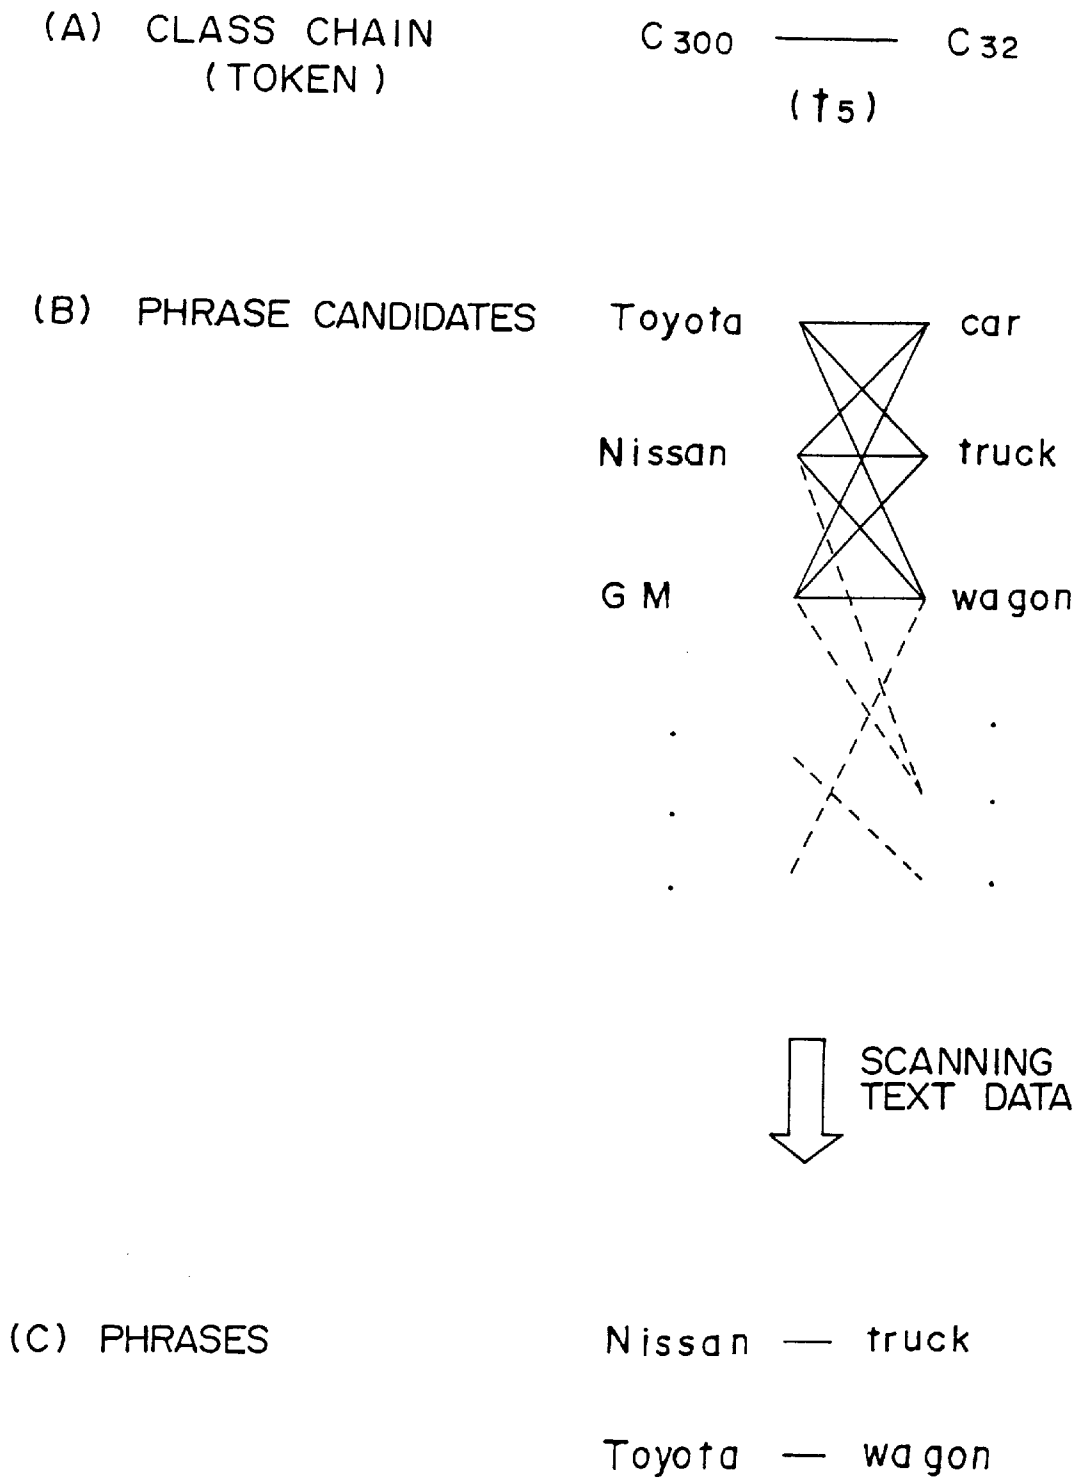 (A) CLASS CHAIN C300 — C32
(TOKEN) (t5)
(B) PHRASE CANDIDATES Toyota car
Nissan truck
GM wagon
SCANNING
TEXT DATA
(C) PHRASES Nissan — truck
Toyota — wagon